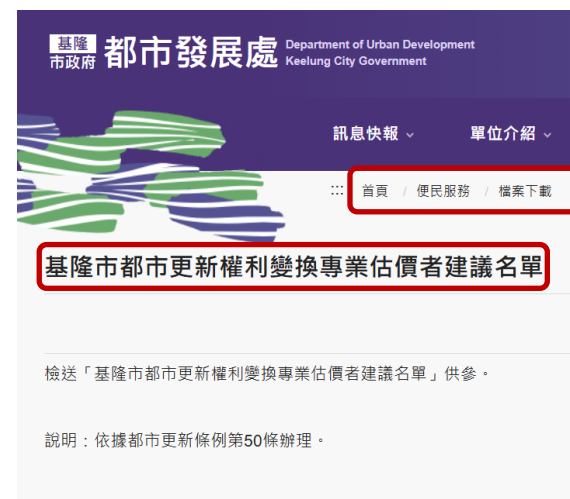 基隆市政府 都市發展處 Department of Urban Development
Keelung City Government
訊息快報 單位介紹
::: 首頁 / 便民服務 / 檔案下載
基隆市都市更新權利變換專業估價者建議名單
檢送「基隆市都市更新權利變換專業估價者建議名單」供參。
說明：依據都市更新條例第50條辦理。